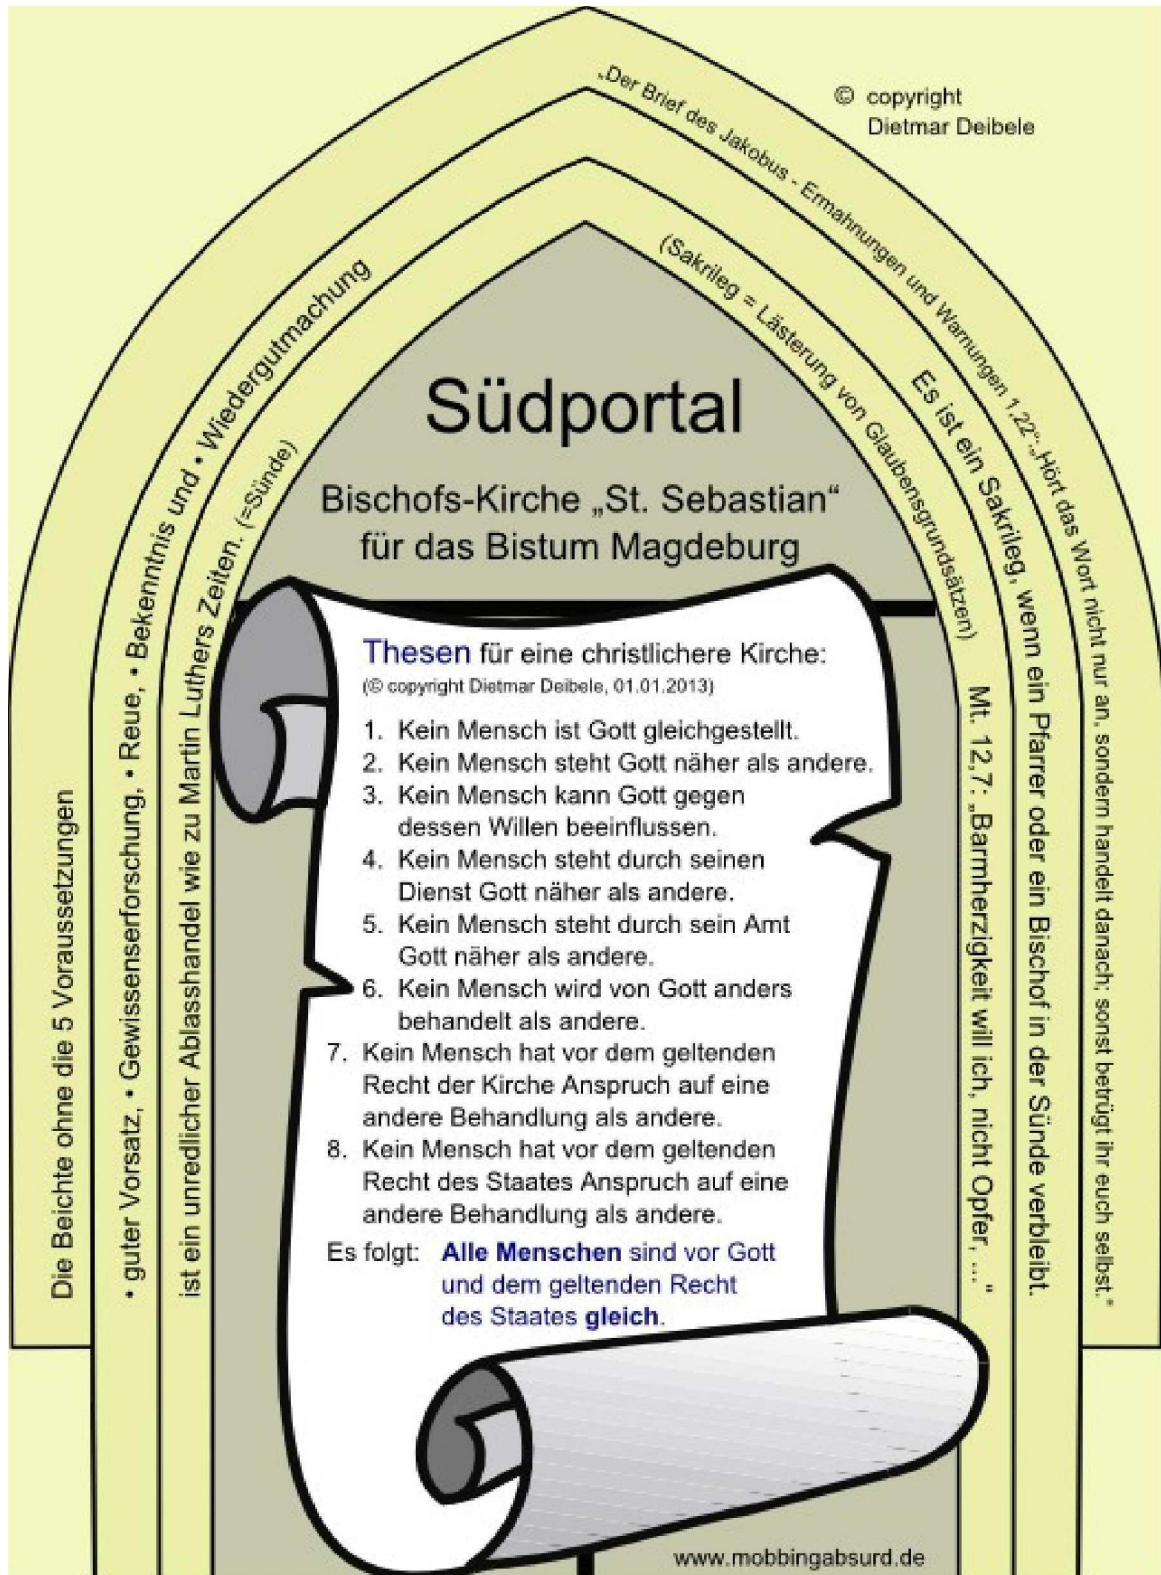 © copyright
Dietmar Deibele
Die Beichte ohne die 5 Voraussetzungen
• guter Vorsatz, • Gewissenserforschung, • Reue, • Bekenntnis und • Wiedergutmachung
ist ein unredlicher Ablasshandel wie zu Martin Luthers Zeiten. (=Sünde)
„Der Brief des Jakobus - Ermahnungen und Warnungen 1,22“: „Hört das Wort nicht nur an, sondern handelt danach; sonst betrügt ihr euch selbst.“
Es ist ein Sakrileg, wenn ein Pfarrer oder ein Bischof in der Sünde verbleibt.
(Sakrileg = Lästerung von Glaubensgrundsätzen)
Mt. 12,7: „Barmherzigkeit will ich, nicht Opfer, ...“
Südportal
Bischofs-Kirche „St. Sebastian“
für das Bistum Magdeburg
Thesen für eine christlichere Kirche:
(© copyright Dietmar Deibele, 01.01.2013)
1. Kein Mensch ist Gott gleichgestellt.
2. Kein Mensch steht Gott näher als andere.
3. Kein Mensch kann Gott gegen
dessen Willen beeinflussen.
4. Kein Mensch steht durch seinen
Dienst Gott näher als andere.
5. Kein Mensch steht durch sein Amt
Gott näher als andere.
6. Kein Mensch wird von Gott anders
behandelt als andere.
7. Kein Mensch hat vor dem geltenden
Recht der Kirche Anspruch auf eine
andere Behandlung als andere.
8. Kein Mensch hat vor dem geltenden
Recht des Staates Anspruch auf eine
andere Behandlung als andere.
Es folgt: Alle Menschen sind vor Gott
und dem geltenden Recht
des Staates gleich.
www.mobbingabsurd.de